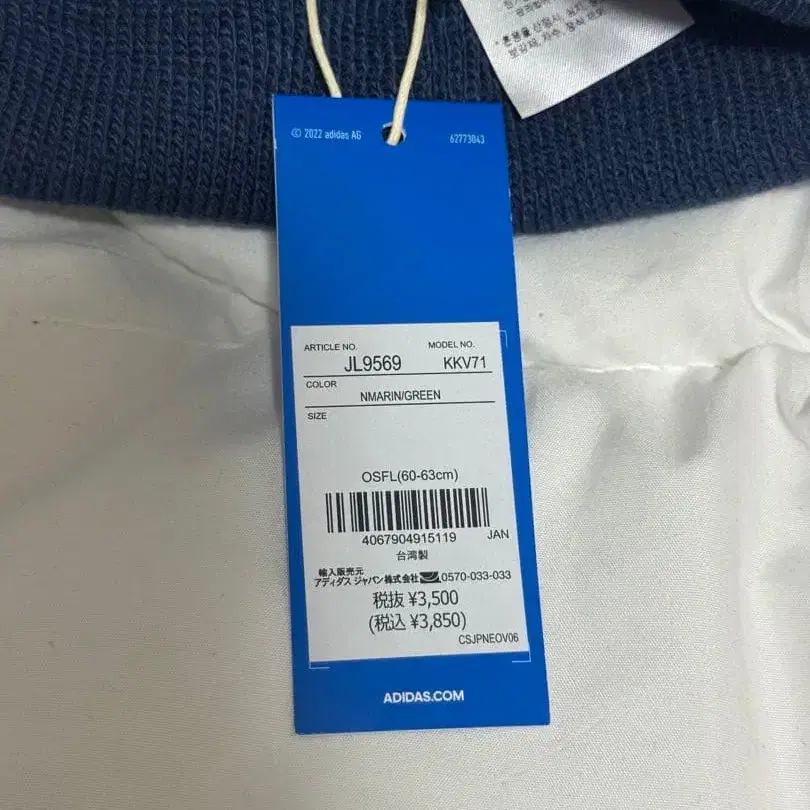 © 2022 adidas AG
62773043
ARTICLE NO.
MODEL NO.
JL9569
KKV71
COLOR
NMARIN/GREEN
SIZE
OSFL(60-63cm)
4067904915119
JAN
台湾製
輸入販売元
アディダス ジャパン株式会社 0570-033-033
税抜 ¥3,500
(税込 ¥3,850)
CSJPNEOV06
ADIDAS.COM